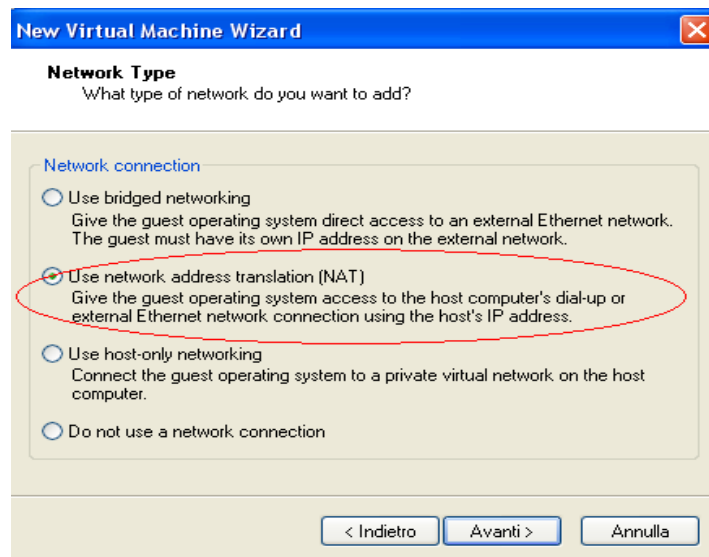 New Virtual Machine Wizard
Network Type
What type of network do you want to add?
Network connection
Use bridged networking
Give the guest operating system direct access to an external Ethernet network.
The guest must have its own IP address on the external network.
Use network address translation (NAT)
Give the guest operating system access to the host computer's dial-up or
external Ethernet network connection using the host's IP address.
Use host-only networking
Connect the guest operating system to a private virtual network on the host
computer.
Do not use a network connection
< Indietro
Avanti >
Annulla